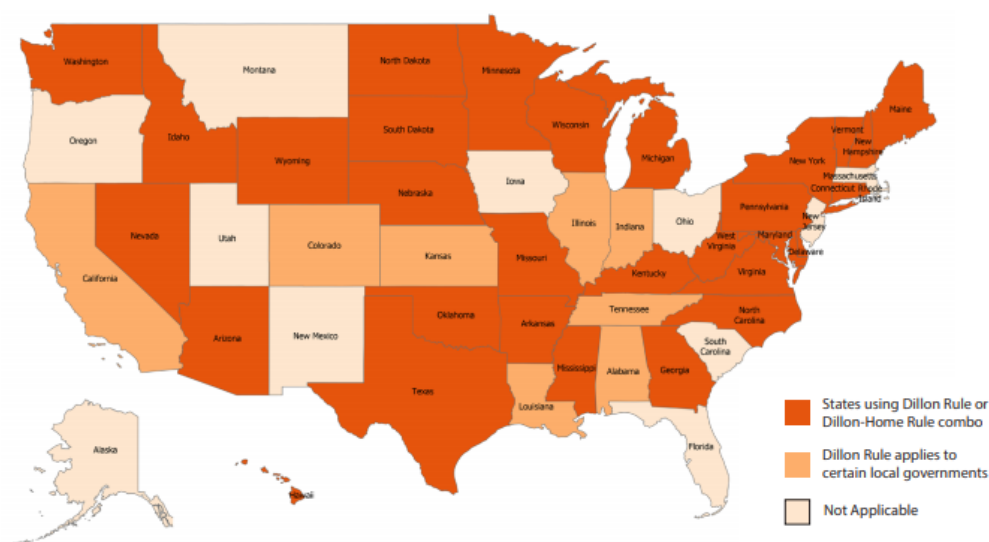 Washington
Montana
North Dakota
Minnesota
Maine
Oregon
Idaho
South Dakota
Wisconsin
Michigan
Vermont
New
Hampshire
New York
Wyoming
Massachusetts
Connecticut
Rhode
Island
Nebraska
Iowa
Illinois
Indiana
Ohio
Pennsylvania
New
Jersey
Nevada
Utah
Colorado
Kansas
Missouri
Kentucky
West
Virginia
Maryland
Delaware
Virginia
California
Arizona
New Mexico
Oklahoma
Arkansas
Tennessee
North
Carolina
South
Carolina
Texas
Louisiana
Mississippi
Alabama
Georgia
Florida
Alaska
Hawaii
States using Dillon Rule or
Dillon-Home Rule combo
Dillon Rule applies to
certain local governments
Not Applicable